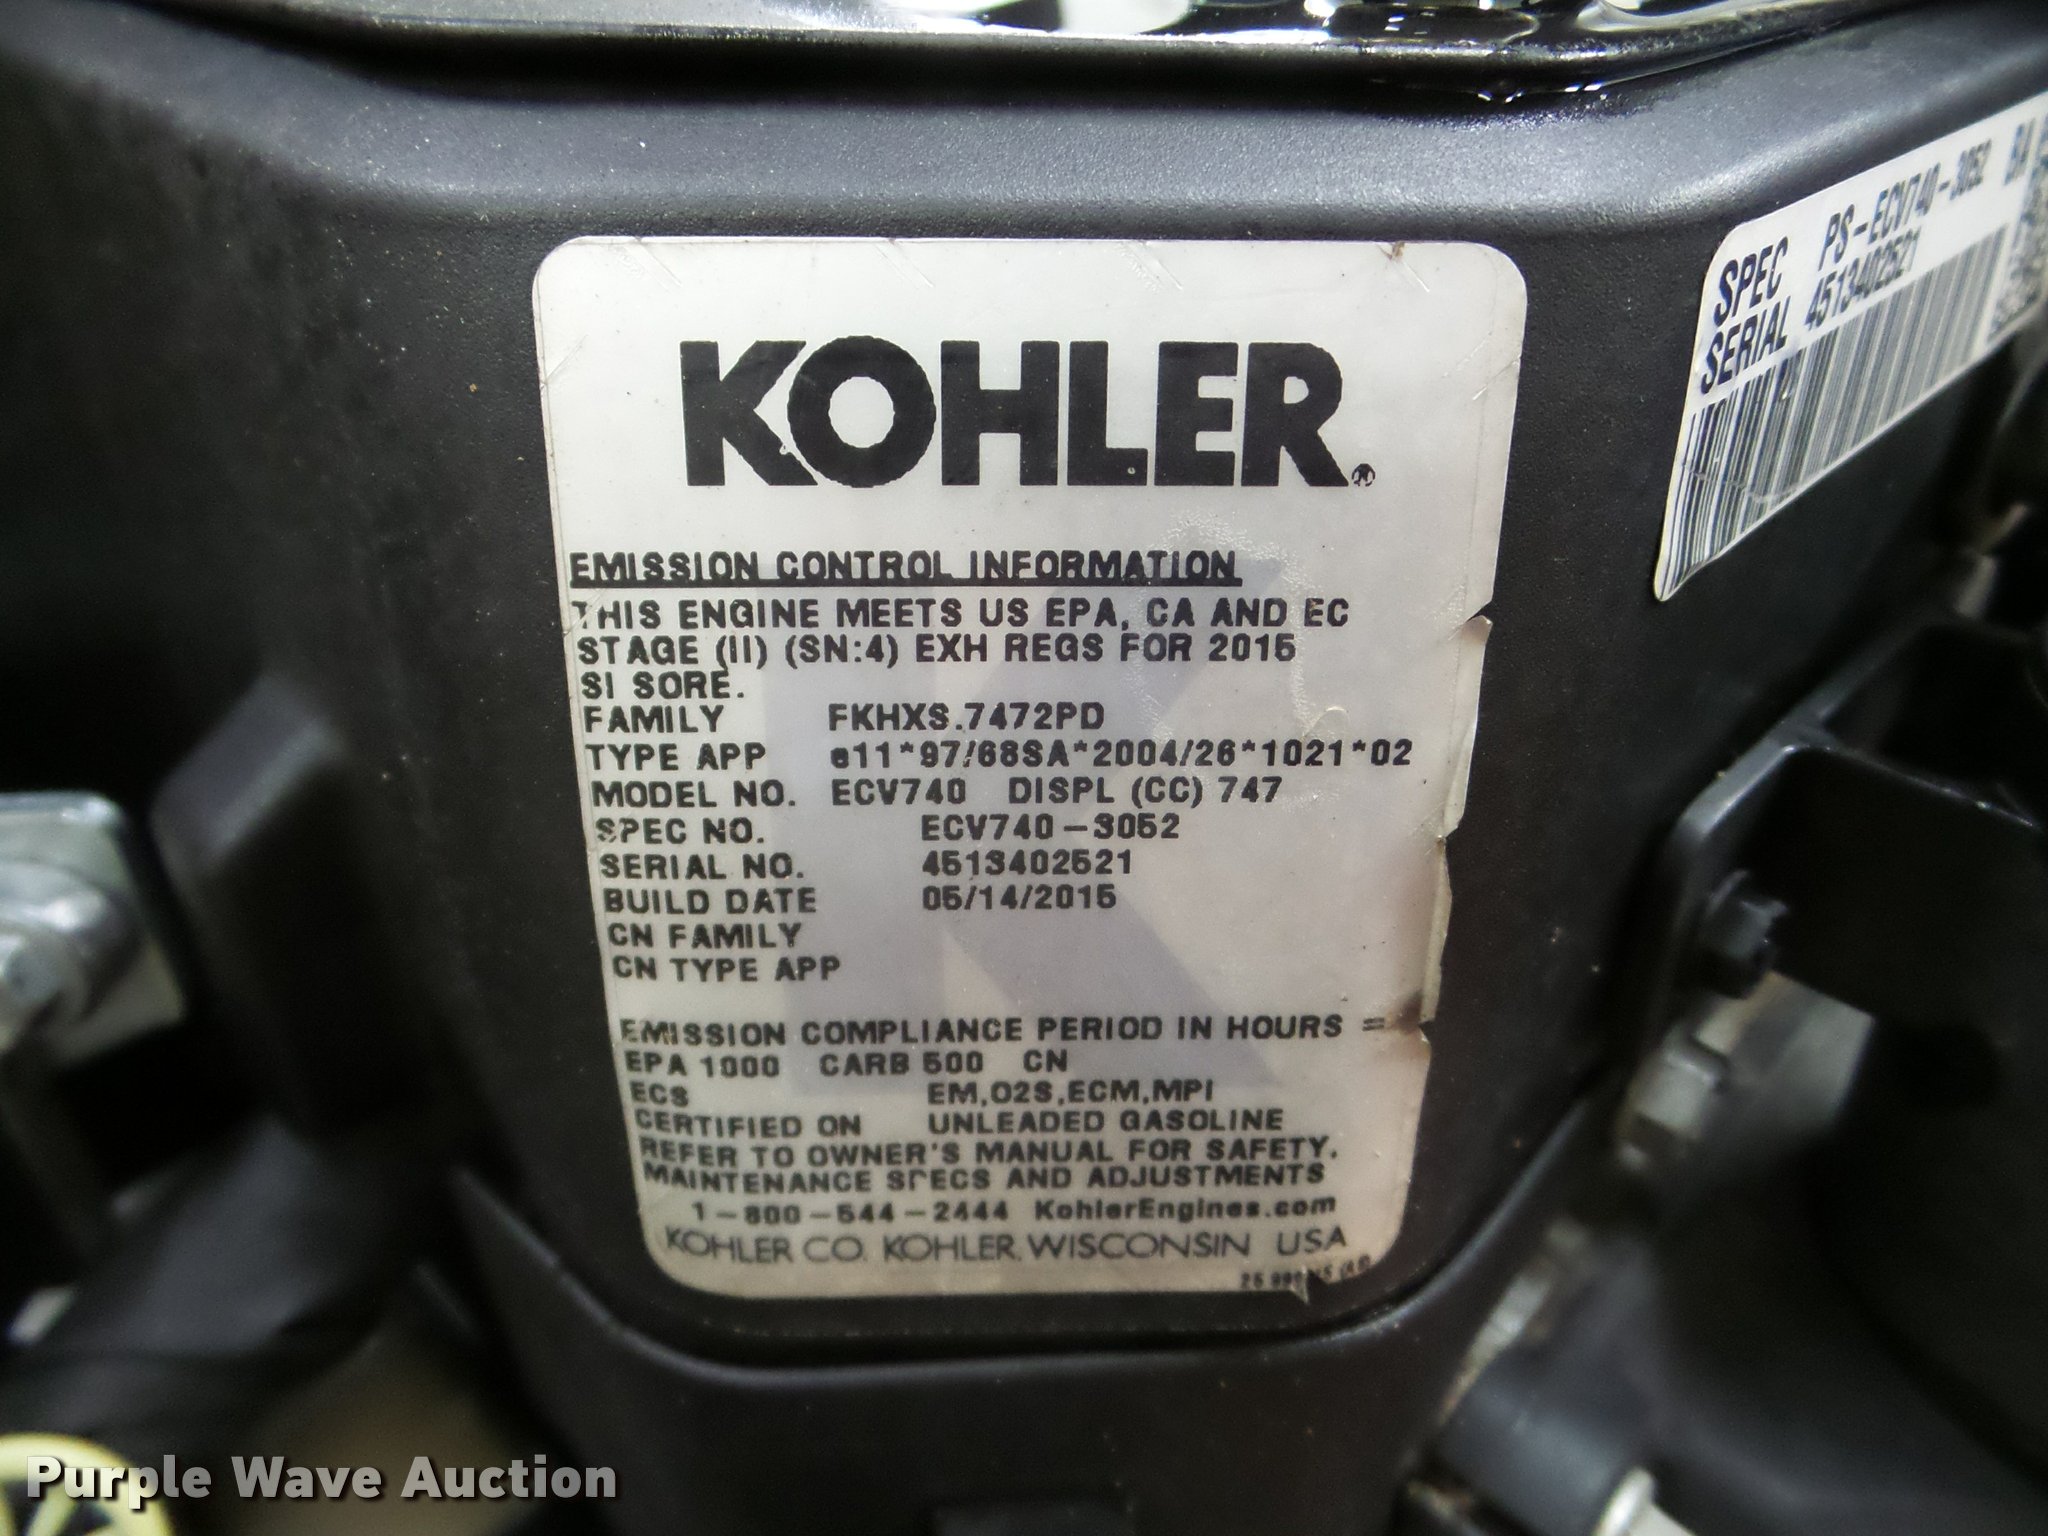 KOHLER®
EMISSION CONTROL INFORMATION
THIS ENGINE MEETS US EPA, CA AND EC
STAGE (II) (SN:4) EXH REGS FOR 2015
SI SORE.
FAMILY FKHXS.7472PD
TYPE APP e11*97/68SA*2004/26*1021*02
MODEL NO. ECV740 DISPL (CC) 747
SPEC NO. ECV740-3052
SERIAL NO. 4513402521
BUILD DATE 05/14/2015
CN FAMILY
CN TYPE APP
EMISSION COMPLIANCE PERIOD IN HOURS =
EPA 1000 CARB 500 CN
ECS EM,O2S,ECM,MPI
CERTIFIED ON UNLEADED GASOLINE
REFER TO OWNER'S MANUAL FOR SAFETY,
MAINTENANCE SPECS AND ADJUSTMENTS
1-800-544-2444 KohlerEngines.com
KOHLER CO. KOHLER, WISCONSIN USA
SPEC PS-ECV740-3052
SERIAL 4513402521
Purple Wave Auction